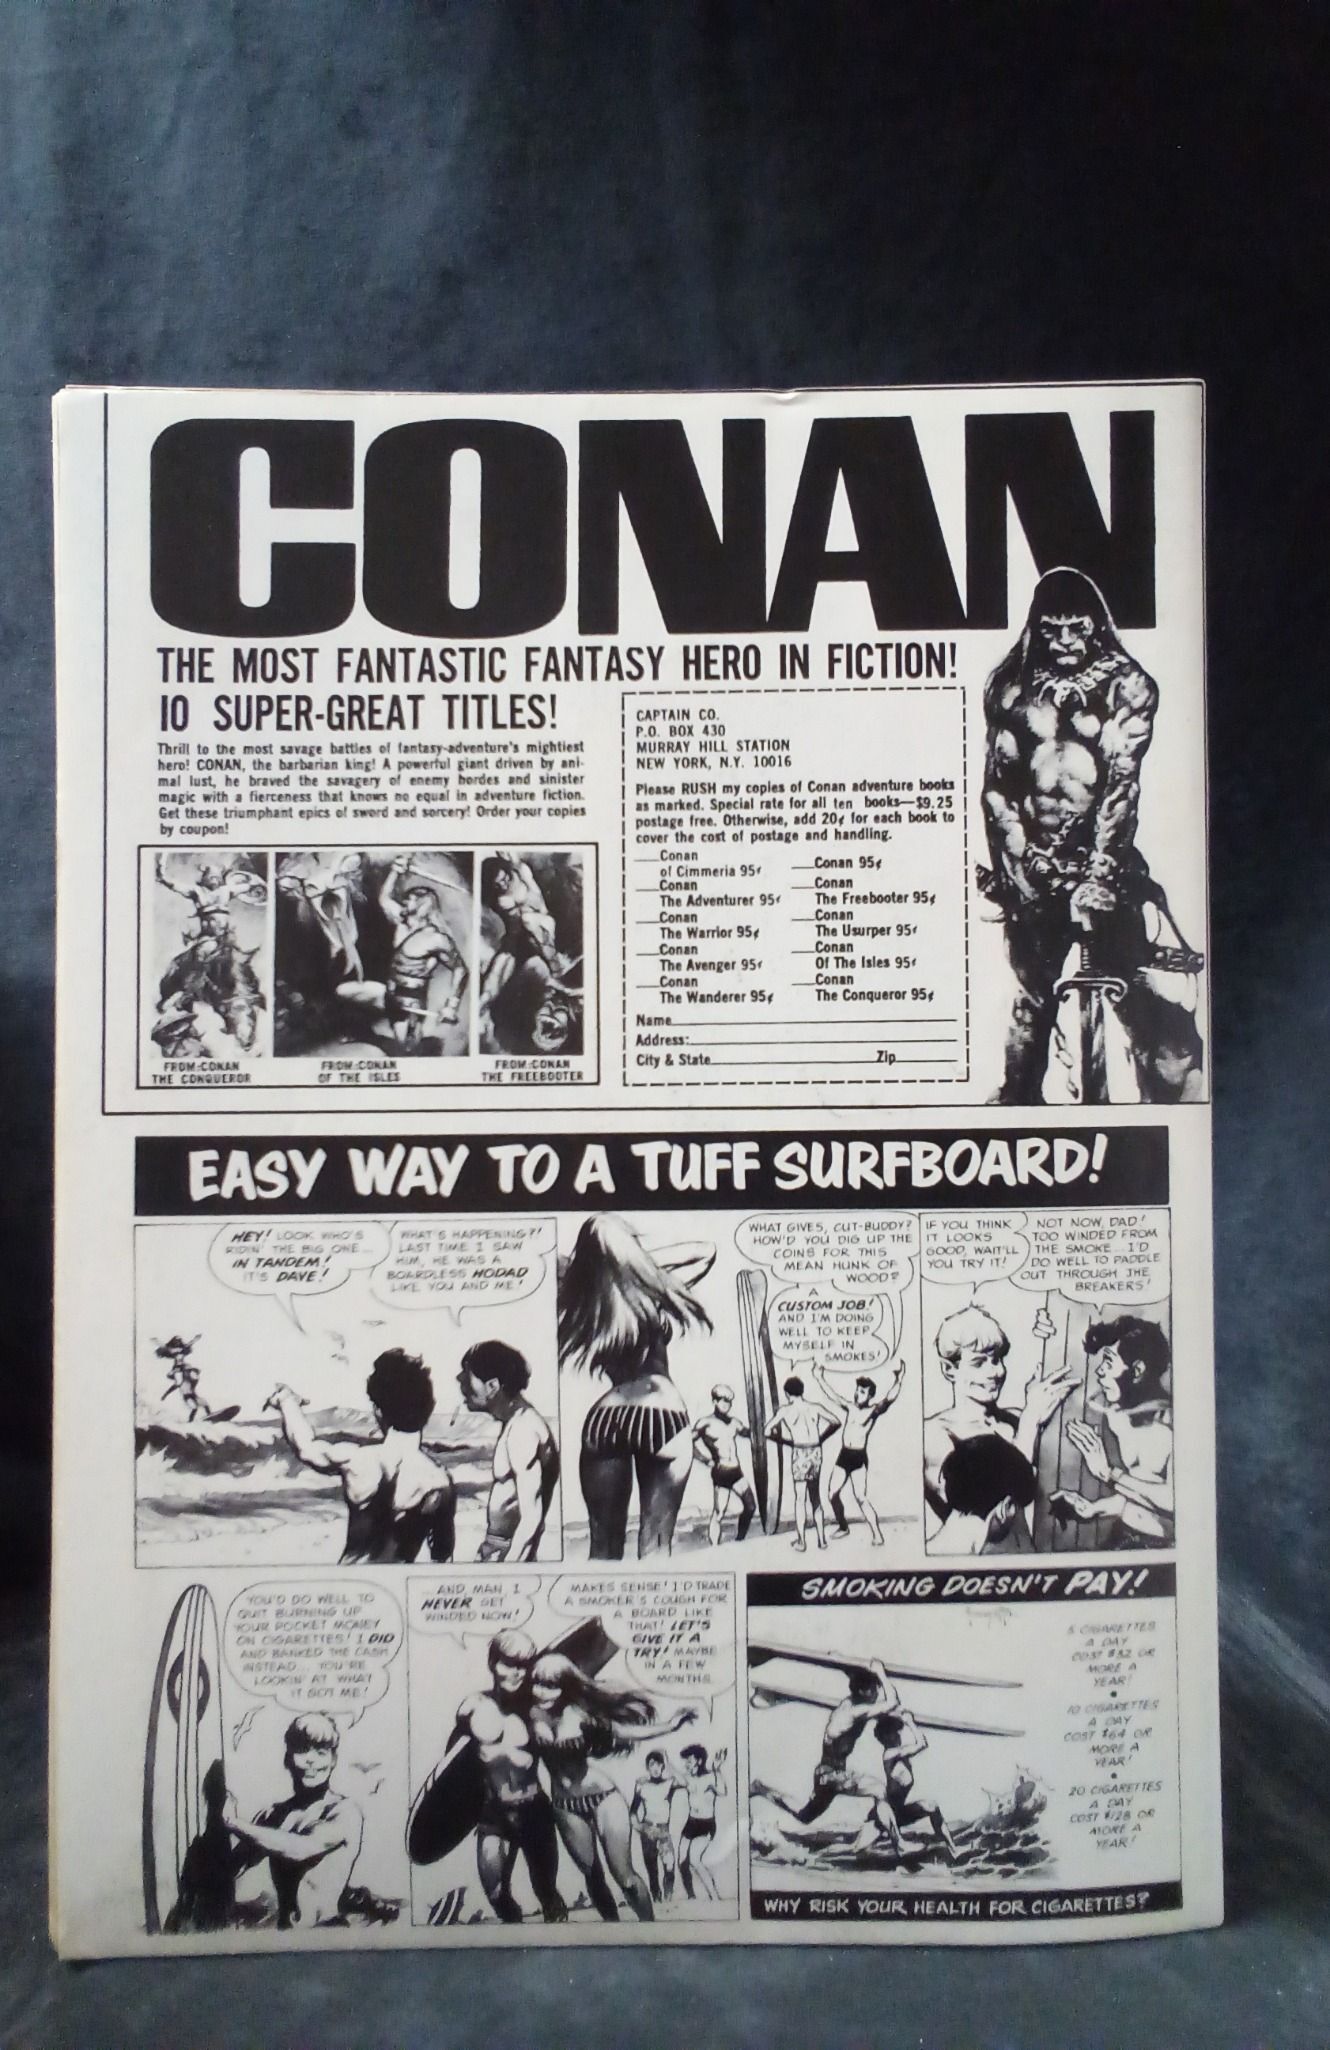 CONAN
THE MOST FANTASTIC FANTASY HERO IN FICTION!
10 SUPER-GREAT TITLES!
Thrill to the most savage battles of fantasy-adventure's mightiest
hero! CONAN, the barbarian king! A powerful giant driven by ani-
mal lust, he braved the savagery of enemy hordes and sinister
magic with a fierceness that knows no equal in adventure fiction.
Get these triumphant epics of sword and sorcery! Order your copies
by coupon!
FROM:CONAN
THE CONQUEROR
FROM:CONAN
OF THE ISLES
FROM:CONAN
THE FREEBOOTER
CAPTAIN CO.
P.O. BOX 430
MURRAY HILL STATION
NEW YORK, N.Y. 10016
Please RUSH my copies of Conan adventure books
as marked. Special rate for all ten books—$9.25
postage free. Otherwise, add 20¢ for each book to
cover the cost of postage and handling.
Conan
of Cimmeria 95¢
Conan
The Adventurer 95¢
Conan
The Warrior 95¢
Conan
The Avenger 95¢
Conan
The Wanderer 95¢
Conan 95¢
Conan
The Freebooter 95¢
Conan
The Usurper 95¢
Conan
Of The Isles 95¢
Conan
The Conqueror 95¢
Name
Address:
City & State Zip
EASY WAY TO A TUFF SURFBOARD!
HEY! LOOK WHO'S
RIDIN' THE BIG ONE...
IN TANDEM!
IT'S DAVE!
WHAT'S HAPPENING?!
LAST TIME I SAW
HIM, HE WAS A
BOARDLESS HODAD
LIKE YOU AND ME!
WHAT GIVES, CUT-BUDDY?
HOW'D YOU DIG UP THE
COINS FOR THIS
MEAN HUNK OF
WOOD?
A
CUSTOM JOB!
AND I'M DOING
WELL TO KEEP
MYSELF IN
SMOKES!
IF YOU THINK
IT LOOKS
GOOD, WAIT'LL
YOU TRY IT!
NOT NOW, DAD!
TOO WINDED FROM
THE SMOKE...I'D
DO WELL TO PADDLE
OUT THROUGH THE
BREAKERS!
YOU'D DO WELL TO
QUIT BURNING UP
YOUR POCKET MONEY
ON CIGARETTES! I DID
AND BANKED THE CASH
INSTEAD... YOU'RE
LOOKIN' AT WHAT
IT GOT ME!
...AND, MAN, I
NEVER GET
WINDED NOW!
MAKES SENSE! I'D TRADE
A SMOKER'S COUGH FOR
A BOARD LIKE
THAT! LET'S
GIVE IT A
TRY! MAYBE
IN A FEW
MONTHS
SMOKING DOESN'T PAY!
5 CIGARETTES
A DAY
COST $32 OR
MORE A
YEAR!
•
10 CIGARETTES
A DAY
COST $64 OR
MORE A
YEAR!
•
20 CIGARETTES
A DAY
COST $128 OR
MORE A
YEAR!
WHY RISK YOUR HEALTH FOR CIGARETTES?